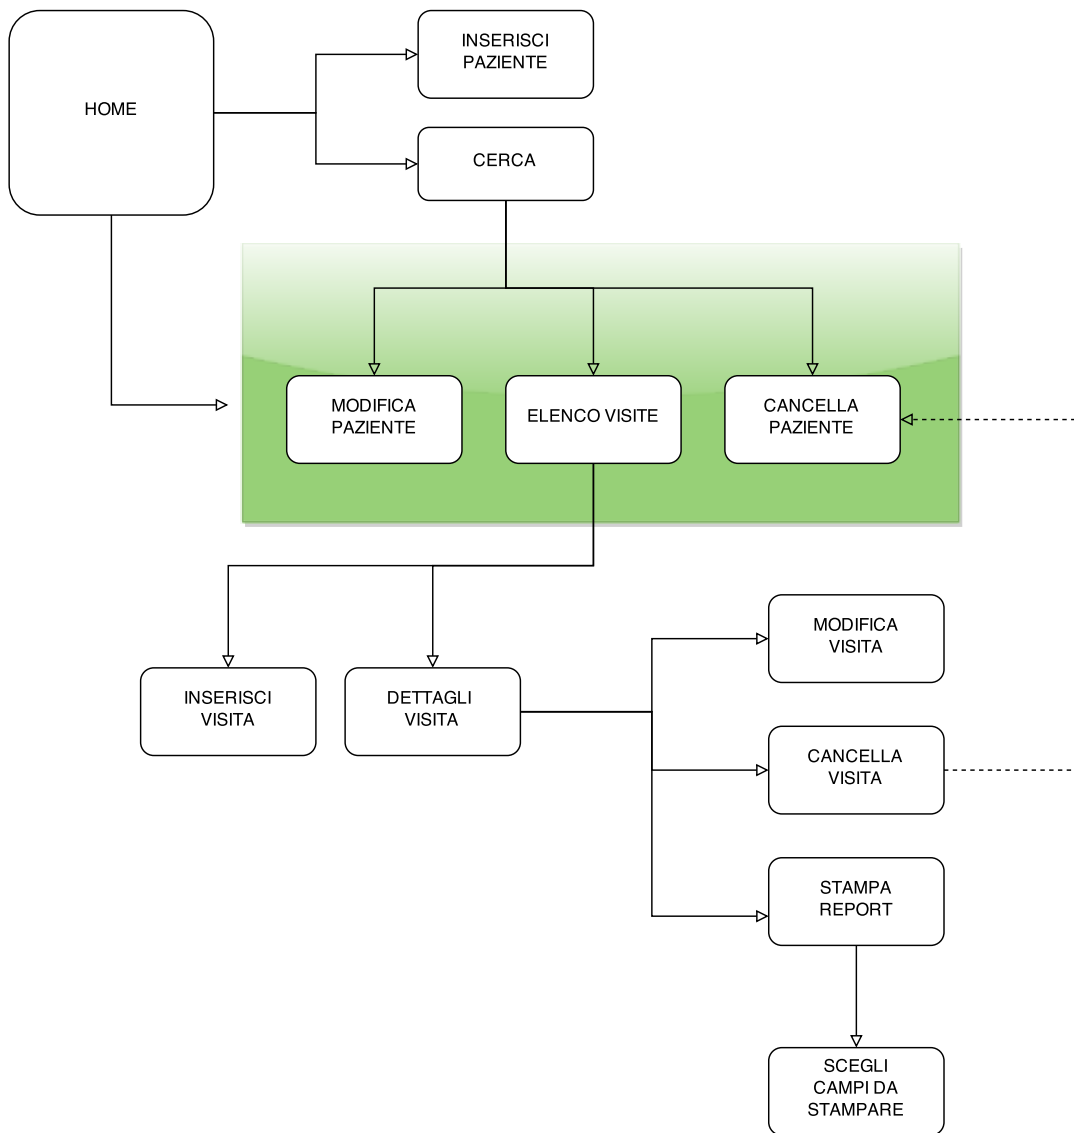 INSERISCI
PAZIENTE
HOME
CERCA
MODIFICA
PAZIENTE
ELENCO VISITE
CANCELLA
PAZIENTE
MODIFICA
VISITA
INSERISCI
VISITA
DETTAGLI
VISITA
CANCELLA
VISITA
STAMPA
REPORT
SCEGLI
CAMPI DA
STAMPARE